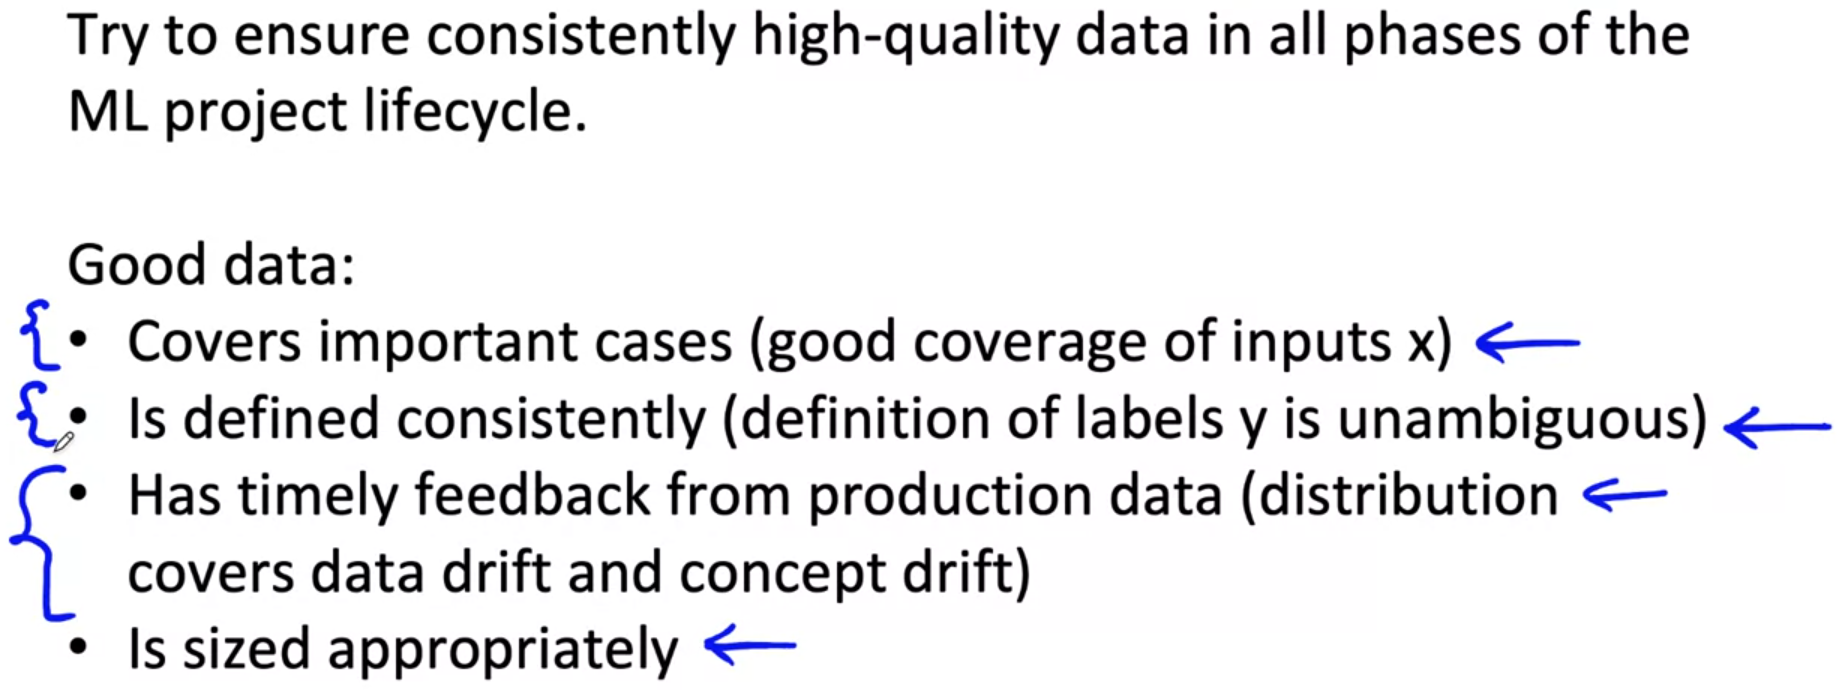 Try to ensure consistently high-quality data in all phases of the
ML project lifecycle.
Good data:
• Covers important cases (good coverage of inputs x)
• Is defined consistently (definition of labels y is unambiguous)
• Has timely feedback from production data (distribution
covers data drift and concept drift)
• Is sized appropriately